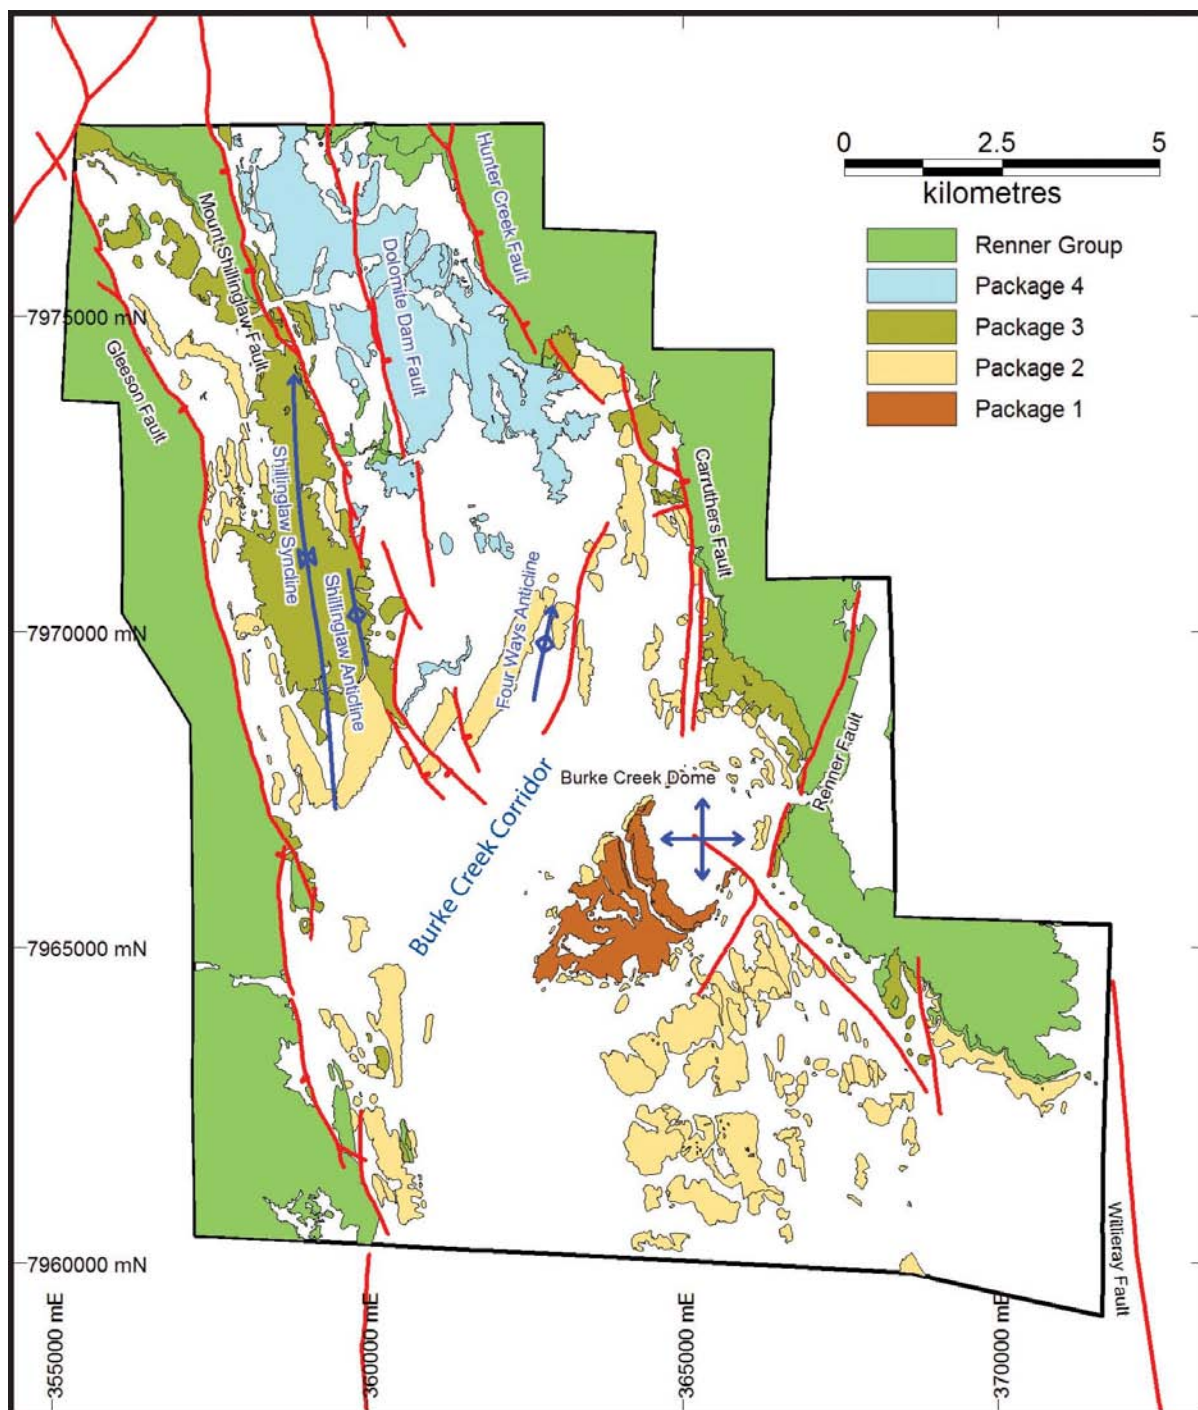 0 2.5 5
kilometres
Renner Group
Package 4
Package 3
Package 2
Package 1
Hunter Creek Fault
Mount Shillinglaw Fault
Dolomite Dam Fault
7975000 mN
Gleeson Fault
Shillinglaw Syncline
Carruthers Fault
Shillinglaw Anticline
Four Ways Anticline
7970000 mN
Renner Fault
Burke Creek Dome
Burke Creek Corridor
7965000 mN
Willieray Fault
7960000 mN
355000 mE
360000 mE
365000 mE
370000 mE